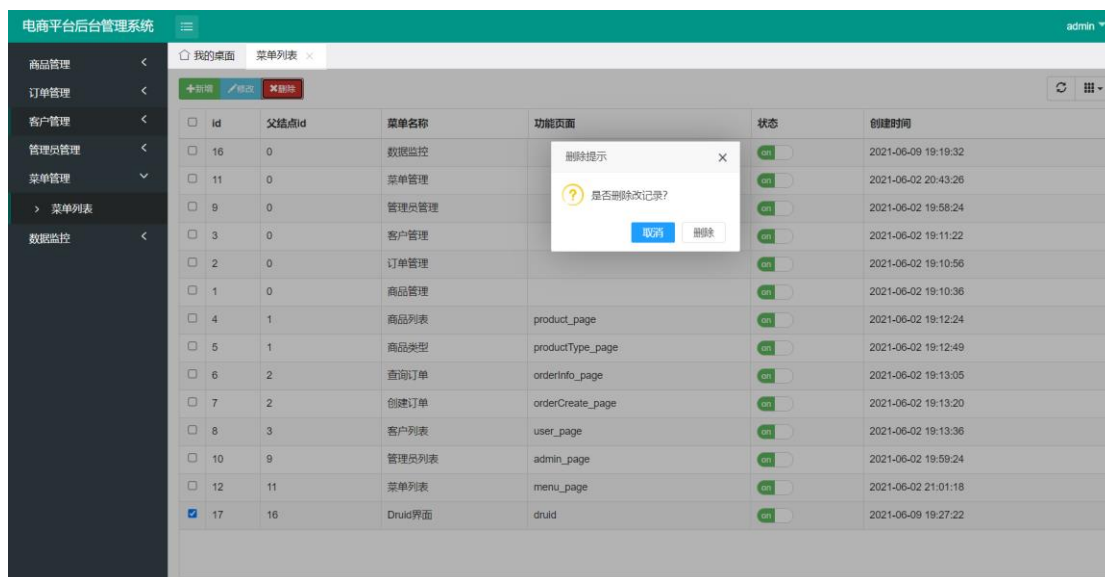 电商平台后台管理系统 admin
商品管理
订单管理
客户管理
管理员管理
菜单管理
菜单列表
数据监控
我的桌面 菜单列表
新增 修改 删除
id 父结点id 菜单名称 功能页面 状态 创建时间
16 0 数据监控 on 2021-06-09 19:19:32
11 0 菜单管理 on 2021-06-02 20:43:26
9 0 管理员管理 on 2021-06-02 19:58:24
3 0 客户管理 on 2021-06-02 19:11:22
2 0 订单管理 on 2021-06-02 19:10:56
1 0 商品管理 on 2021-06-02 19:10:36
4 1 商品列表 product_page on 2021-06-02 19:12:24
5 1 商品类型 productType_page on 2021-06-02 19:12:49
6 2 查询订单 orderInfo_page on 2021-06-02 19:13:05
7 2 创建订单 orderCreate_page on 2021-06-02 19:13:20
8 3 客户列表 user_page on 2021-06-02 19:13:36
10 9 管理员列表 admin_page on 2021-06-02 19:59:24
12 11 菜单列表 menu_page on 2021-06-02 21:01:18
17 16 Druid界面 druid on 2021-06-09 19:27:22
删除提示
是否删除改记录?
取消 删除